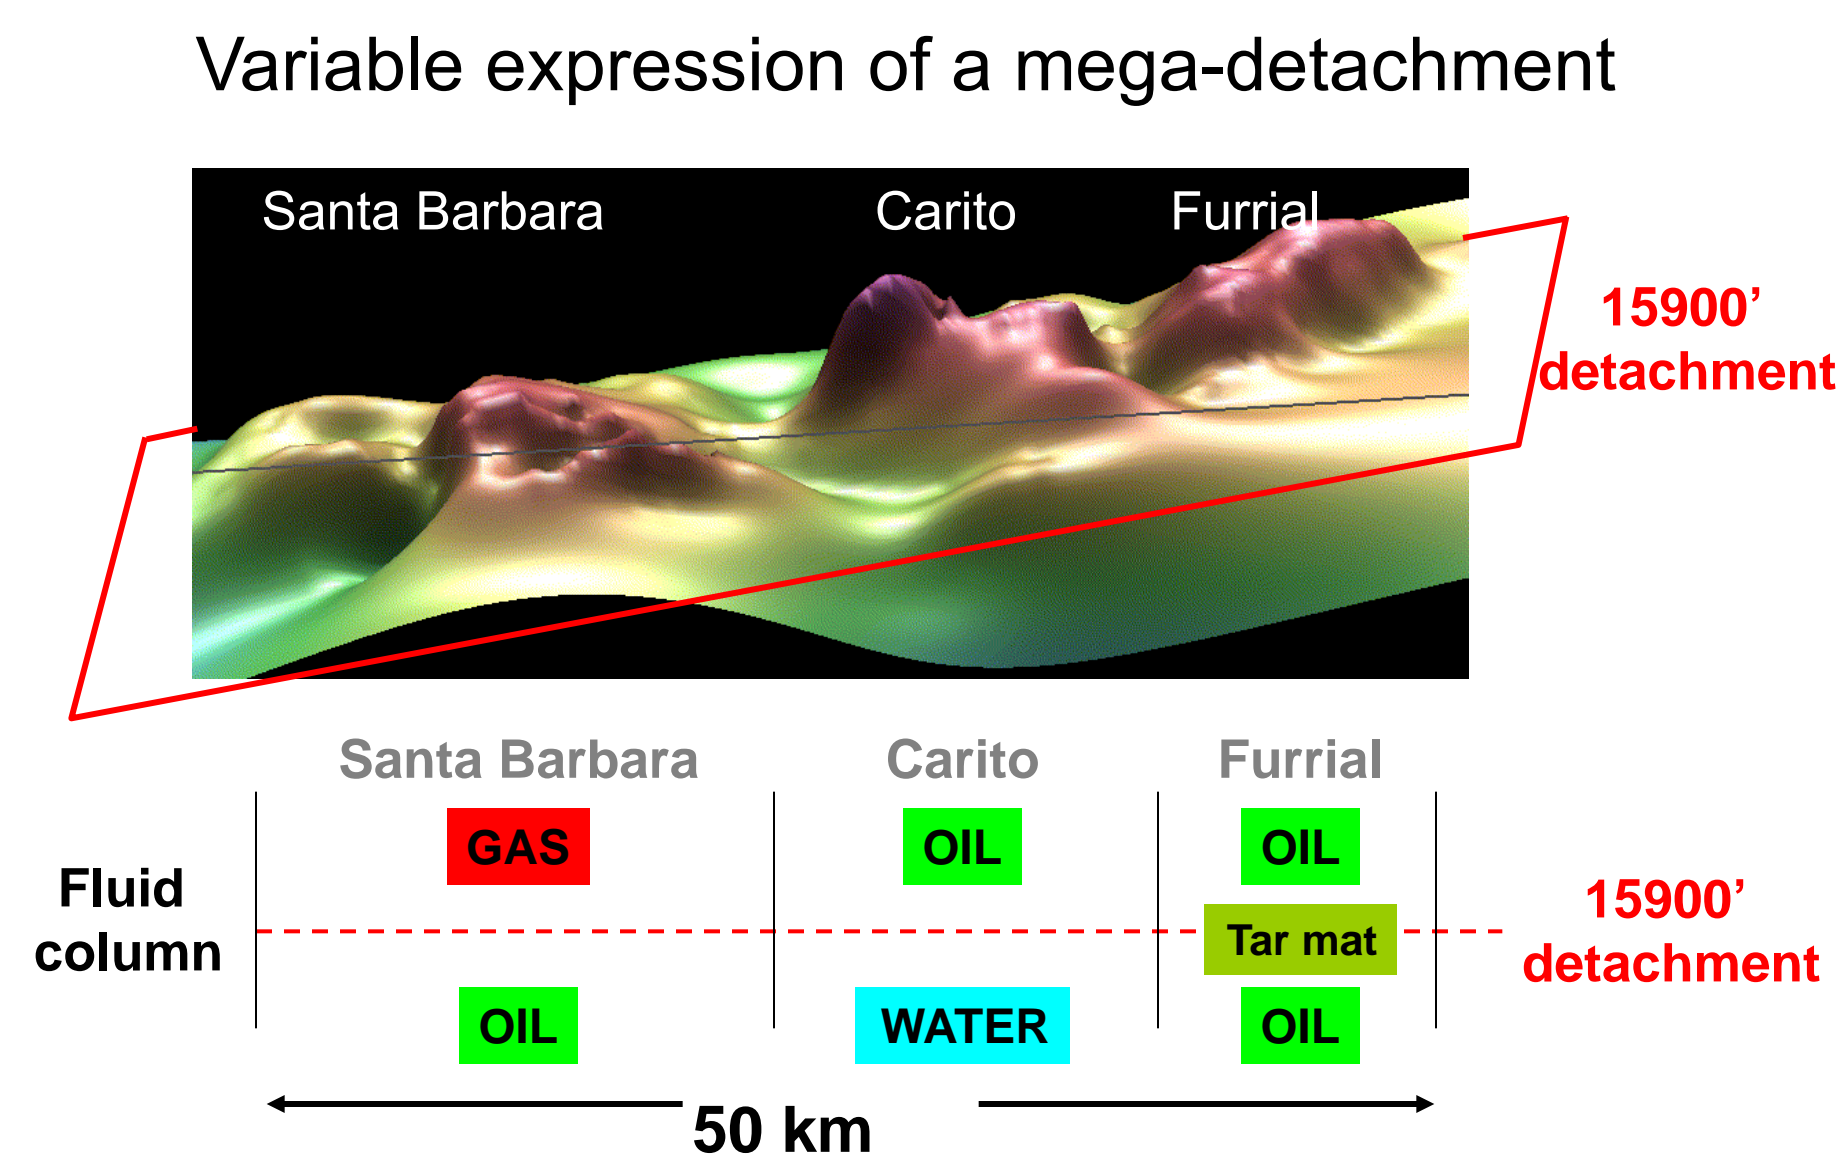 Variable expression of a mega-detachment
Santa Barbara Carito Furrial
15900’
detachment
Santa Barbara Carito Furrial
GAS OIL OIL
Fluid
column
Tar mat
15900’
detachment
OIL WATER OIL
50 km